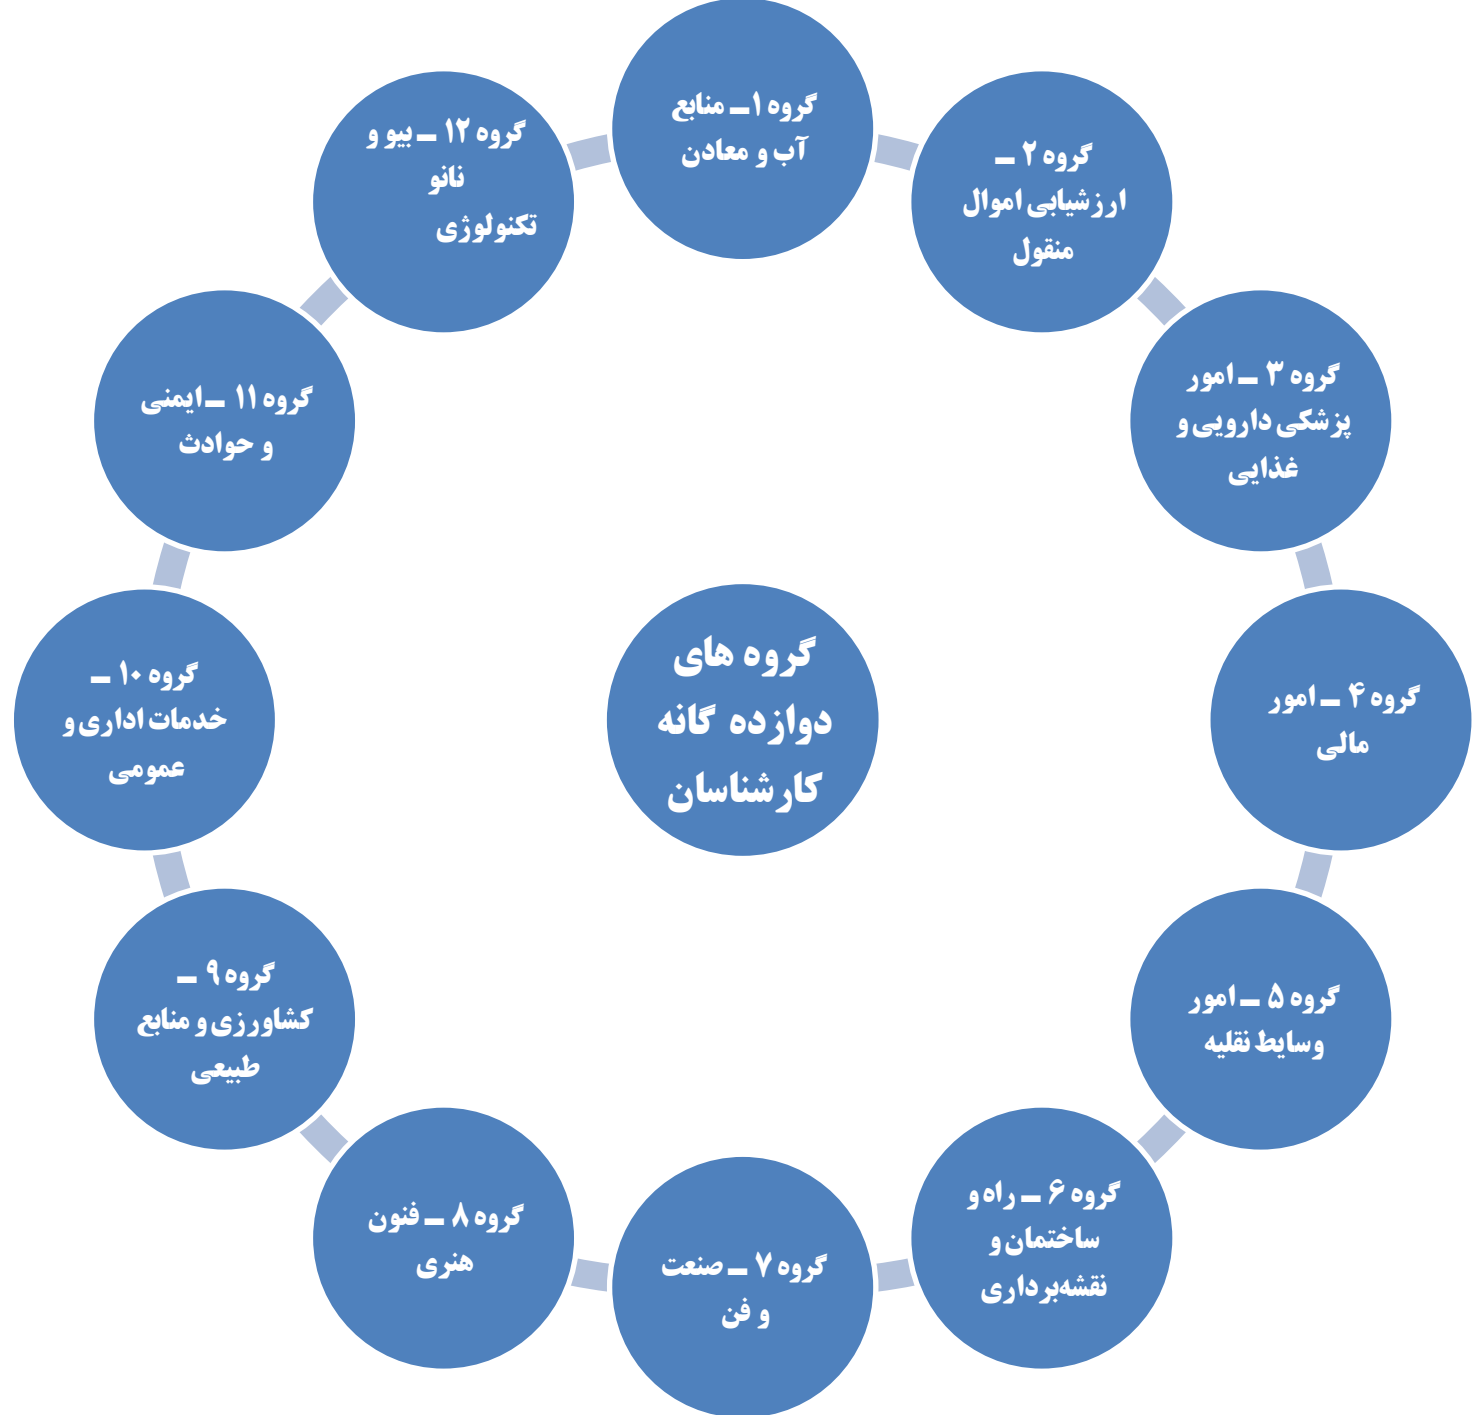 گروه های
دوازده گانه
کارشناسان
گروه ۱ــ منابع
آب و معادن
گروه ۲ ــ
ارزشیابی اموال
منقول
گروه ۳ ــ امور
پزشکی دارویی و
غذایی
گروه ۴ ــ امور
مالی
گروه ۵ ــ امور
وسایط نقلیه
گروه ۶ ــ راه و
ساختمان و
نقشه‌برداری
گروه ۷ ــ صنعت
و فن
گروه ۸ ــ فنون
هنری
گروه ۹ ــ
کشاورزی و منابع
طبیعی
گروه ۱۰ ــ
خدمات اداری و
عمومی
گروه ۱۱ ــ ایمنی
و حوادث
گروه ۱۲ ــ بیو و
نانو
تکنولوژی